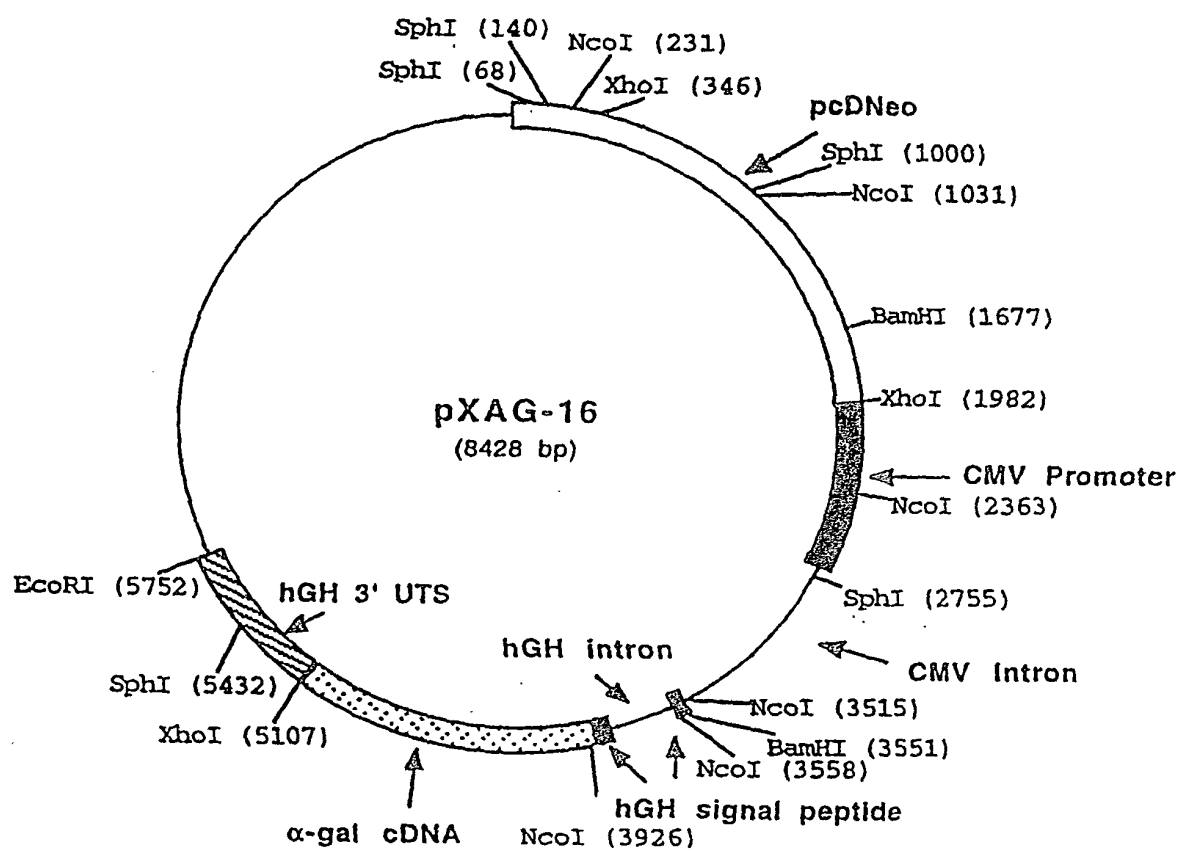 SphI (140)
NcoI (231)
SphI (68)
XhoI (346)
pcDNeo
SphI (1000)
NcoI (1031)
BamHI (1677)
XhoI (1982)
pXAG-16
(8428 bp)
CMV Promoter
NcoI (2363)
EcoRI (5752)
hGH 3' UTS
SphI (2755)
hGH intron
CMV Intron
SphI (5432)
NcoI (3515)
XhoI (5107)
BamHI (3551)
NcoI (3558)
hGH signal peptide
α-gal cDNA
NcoI (3926)